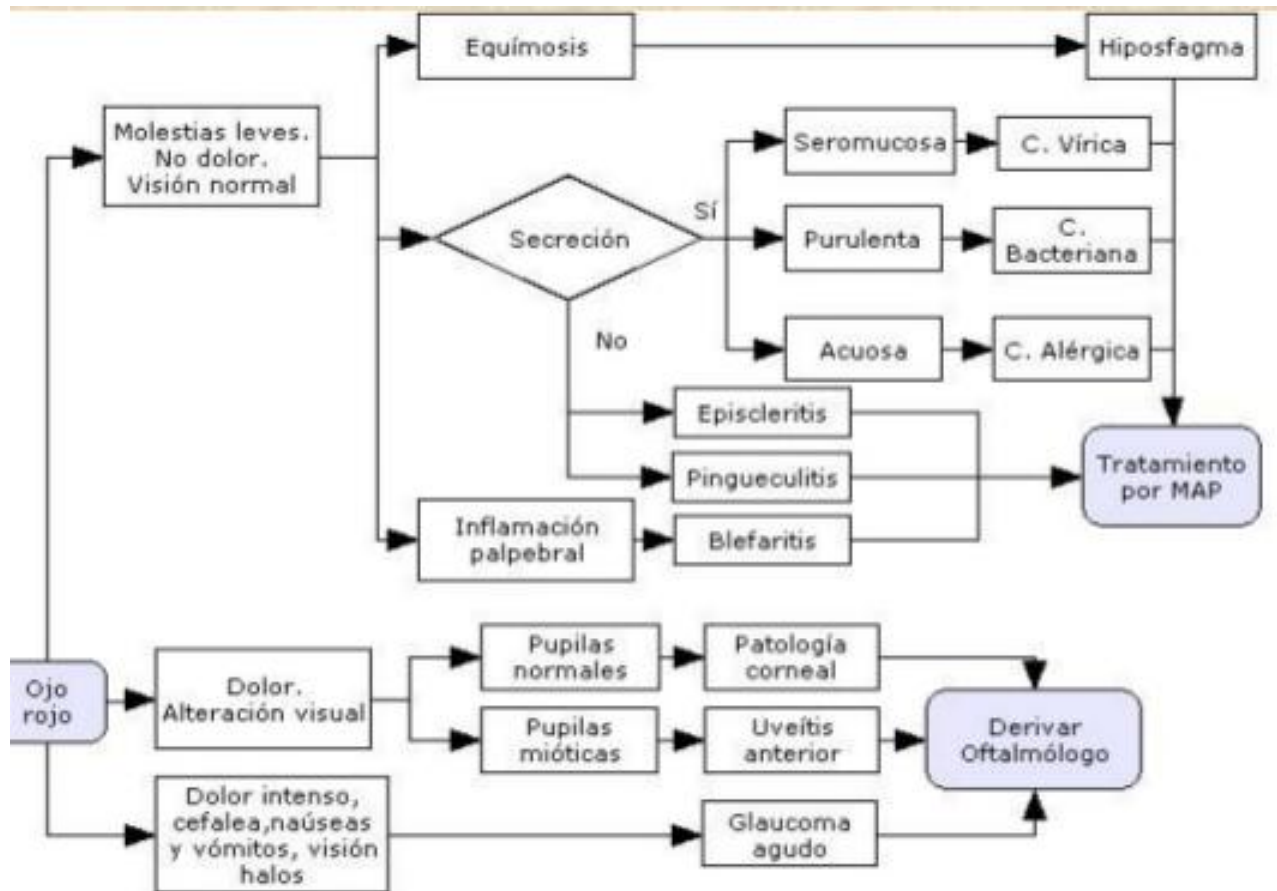 Equímosis
Hiposfagma
Molestias leves.
No dolor.
Visión normal
Seromucosa
C. Vírica
Secreción
Sí
Purulenta
C.
Bacteriana
No
Acuosa
C. Alérgica
Episcleritis
Pingueculitis
Tratamiento
por MAP
Inflamación
palpebral
Blefaritis
Ojo
rojo
Dolor.
Alteración visual
Pupilas
normales
Patología
corneal
Pupilas
mióticas
Uveítis
anterior
Derivar
Oftalmólogo
Dolor intenso,
cefalea,naúseas
y vómitos, visión
halos
Glaucoma
agudo